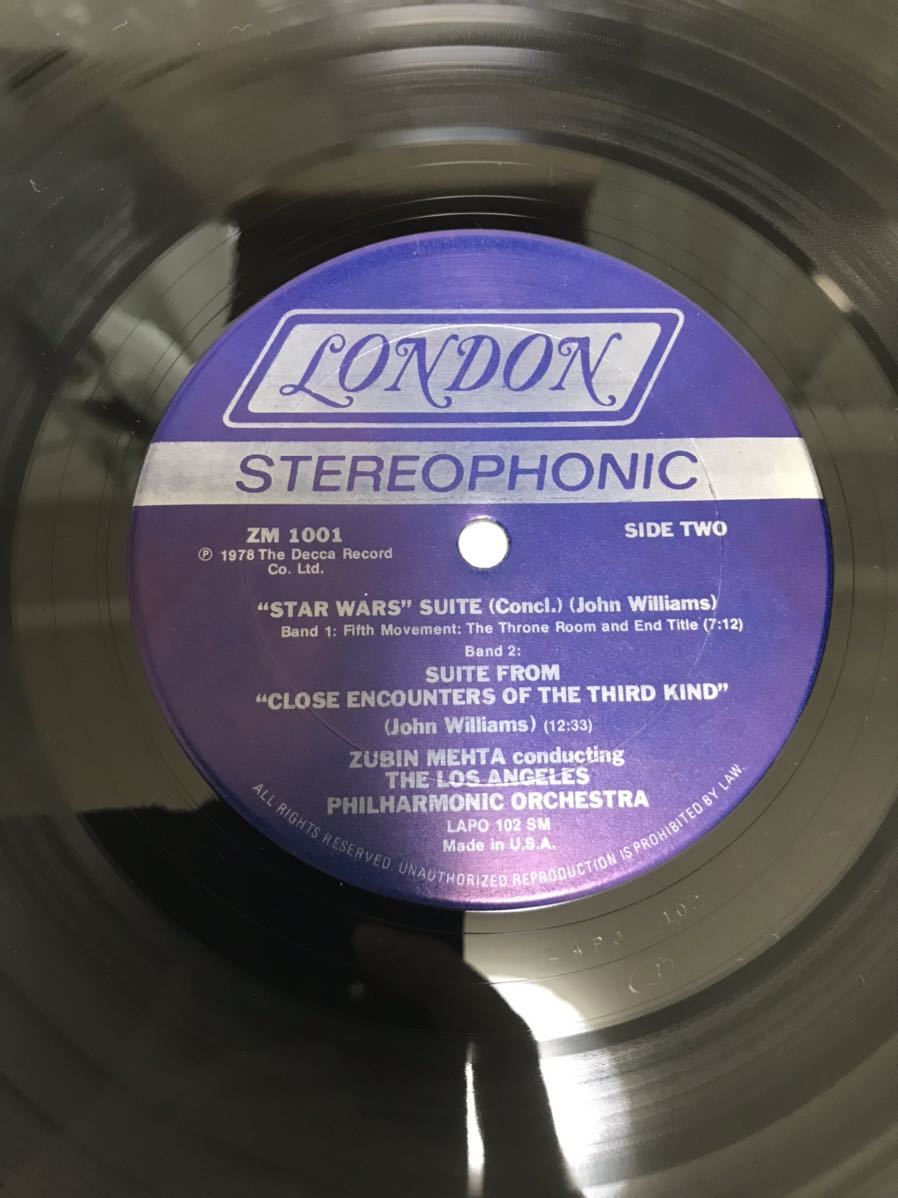 LONDON
STEREOPHONIC
ZM 1001
SIDE TWO
Ⓟ 1978 The Decca Record
Co. Ltd.
"STAR WARS" SUITE (Concl.) (John Williams)
Band 1: Fifth Movement: The Throne Room and End Title (7:12)
Band 2:
SUITE FROM
"CLOSE ENCOUNTERS OF THE THIRD KIND"
(John Williams) (12:33)
ZUBIN MEHTA conducting
THE LOS ANGELES
PHILHARMONIC ORCHESTRA
LAPO 102 SM
Made in U.S.A.
ALL RIGHTS RESERVED. UNAUTHORIZED REPRODUCTION IS PROHIBITED BY LAW.